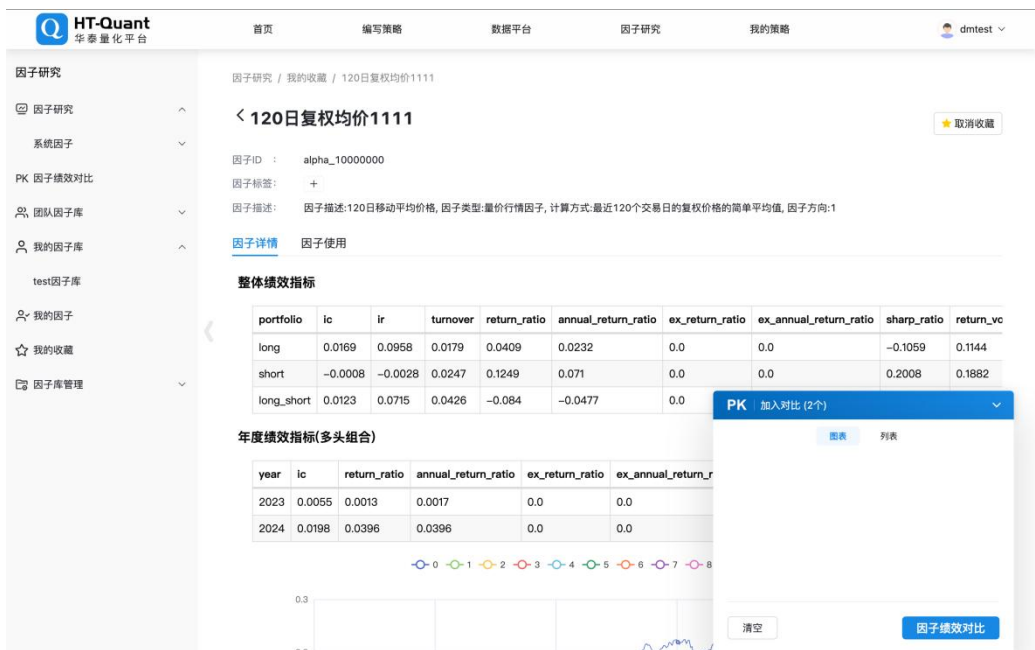 HT-Quant
华泰量化平台
首页 编写策略 数据平台 因子研究 我的策略 dmtest
因子研究
因子研究
系统因子
PK 因子绩效对比
团队因子库
我的因子库
test因子库
我的因子
我的收藏
因子库管理
因子研究 / 我的收藏 / 120日复权均价1111
120日复权均价1111
取消收藏
因子ID : alpha_10000000
因子标签: +
因子描述: 因子描述:120日移动平均价格, 因子类型:量价行情因子, 计算方式:最近120个交易日的复权价格的简单平均值, 因子方向:1
因子详情 因子使用
整体绩效指标
portfolio ic ir turnover return_ratio annual_return_ratio ex_return_ratio ex_annual_return_ratio sharp_ratio return_vo
long 0.0169 0.0958 0.0179 0.0409 0.0232 0.0 0.0 -0.1059 0.1144
short -0.0008 -0.0028 0.0247 0.1249 0.071 0.0 0.0 0.2008 0.1882
long_short 0.0123 0.0715 0.0426 -0.084 -0.0477 0.0
PK 加入对比 (2个)
图表 列表
年度绩效指标(多头组合)
year ic return_ratio annual_return_ratio ex_return_ratio ex_annual_return_r
2023 0.0055 0.0013 0.0017 0.0 0.0
2024 0.0198 0.0396 0.0396 0.0 0.0
0 1 2 3 4 5 6 7 8
0.3
清空 因子绩效对比